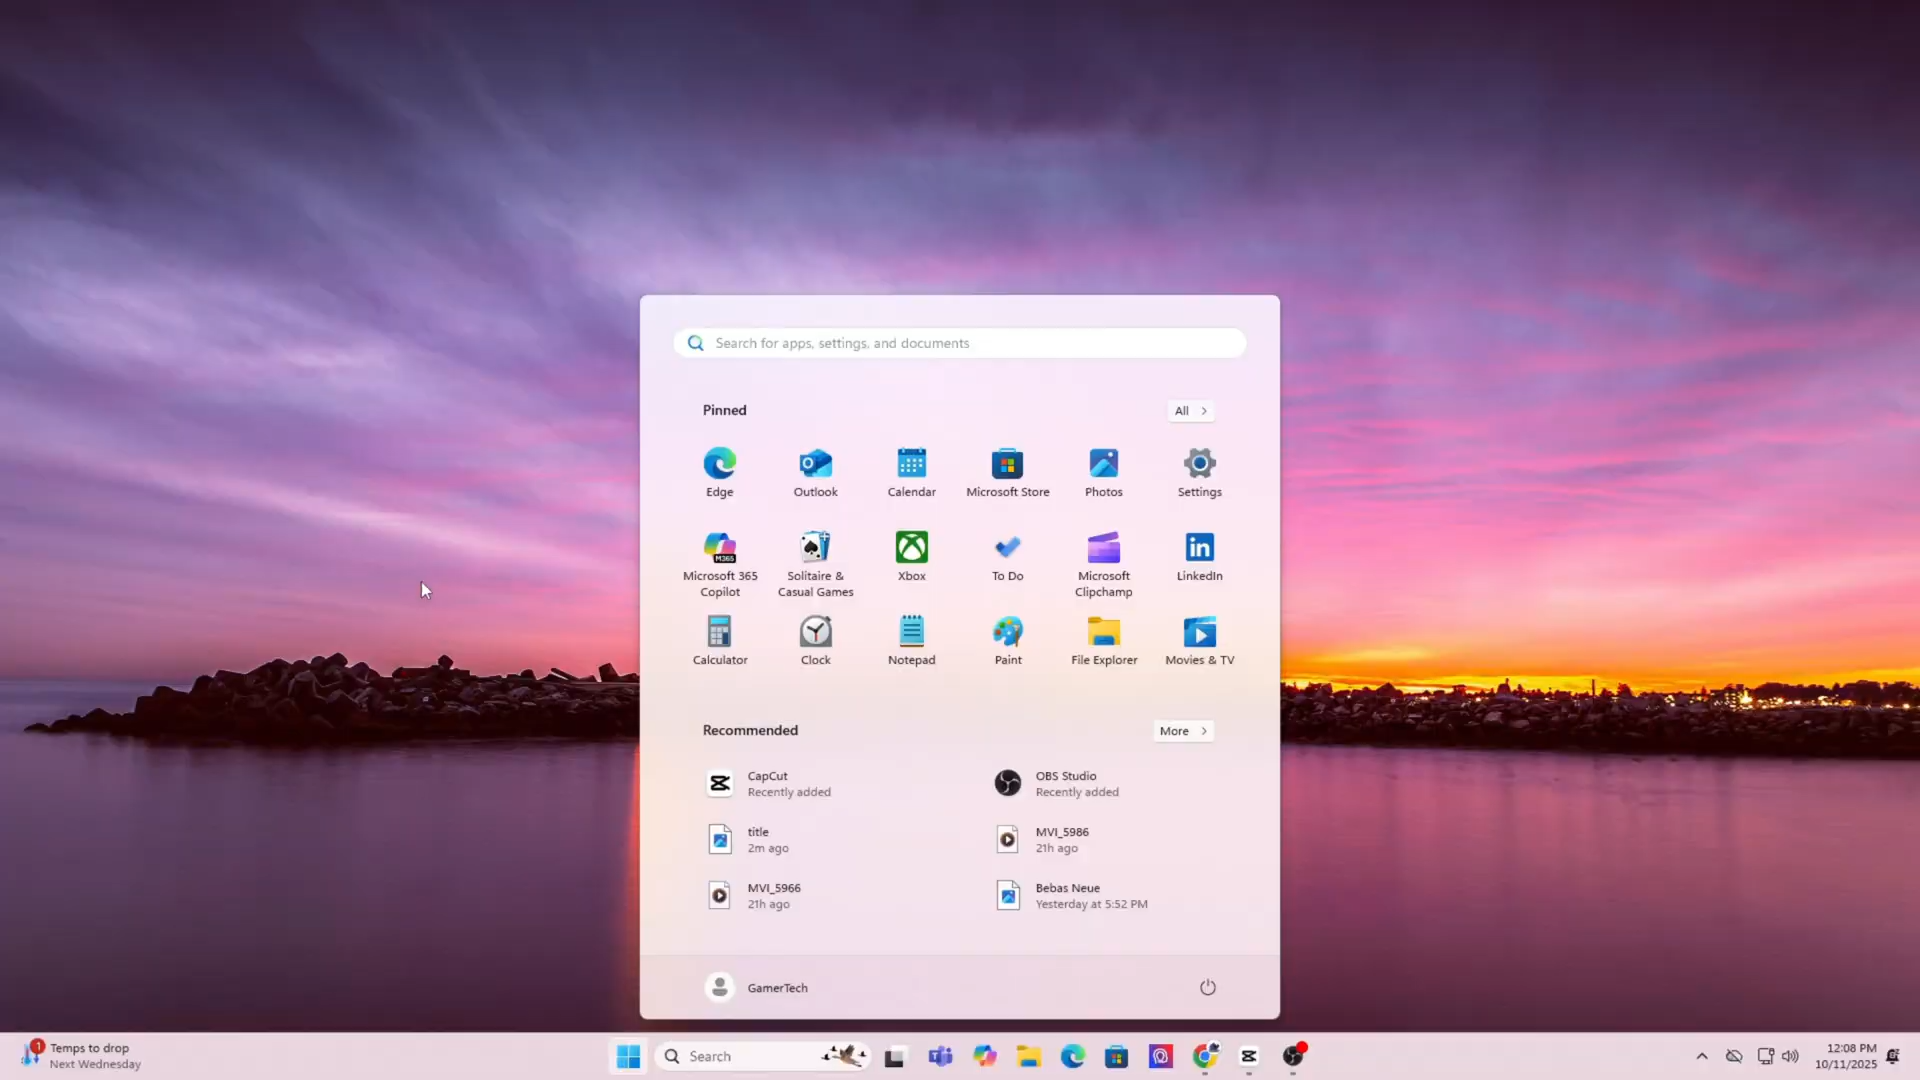 Search for apps, settings, and documents
Pinned
All
Edge
Outlook
Calendar
Microsoft Store
Photos
Settings
M365
Microsoft 365
Copilot
Solitaire &
Casual Games
Xbox
To Do
Microsoft
Clipchamp
LinkedIn
Calculator
Clock
Notepad
Paint
File Explorer
Movies & TV
Recommended
More
CapCut
Recently added
OBS Studio
Recently added
title
2m ago
MVI_5986
21h ago
MVI_5966
21h ago
Bebas Neue
Yesterday at 5:52 PM
GamerTech
1
Temps to drop
Next Wednesday
Search
12:08 PM
10/11/2025